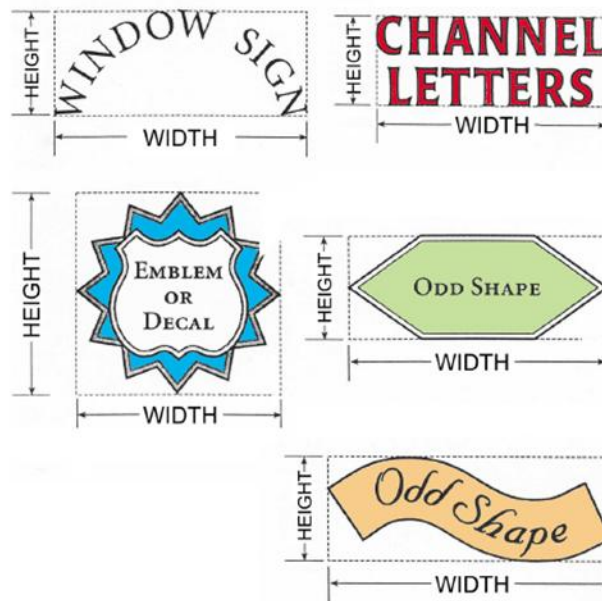 HEIGHT
WINDOW SIGN
WIDTH
HEIGHT
CHANNEL
LETTERS
WIDTH
HEIGHT
EMBLEM
OR
DECAL
WIDTH
HEIGHT
ODD SHAPE
WIDTH
HEIGHT
Odd Shape
WIDTH